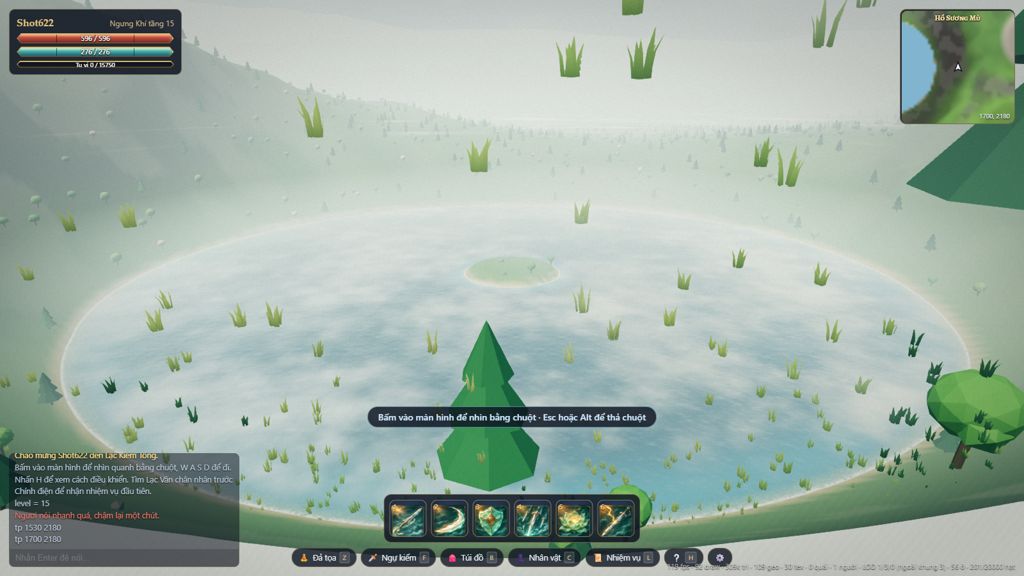 Shot622 Ngưng Khí tầng 15
596 / 596
276 / 276
Tu vi 0 / 15750
Hồ Sương Mù
1700, 2180
Bấm vào màn hình để nhìn bằng chuột · Esc hoặc Alt để thả chuột
Chào mừng Shot622 đến Lạc Kiếm Tông.
Bấm vào màn hình để nhìn quanh bằng chuột, W A S D để đi.
Nhấn H để xem cách điều khiển. Tìm Lạc Vân chân nhân trước
Chính điện để nhận nhiệm vụ đầu tiên.
level = 15
Ngươi nói nhanh quá, chậm lại một chút.
tp 1530 2180
tp 1700 2180
Nhấn Enter để nói
Đả tọa Z
Ngự kiếm F
Túi đồ B
Nhân vật C
Nhiệm vụ L
? H